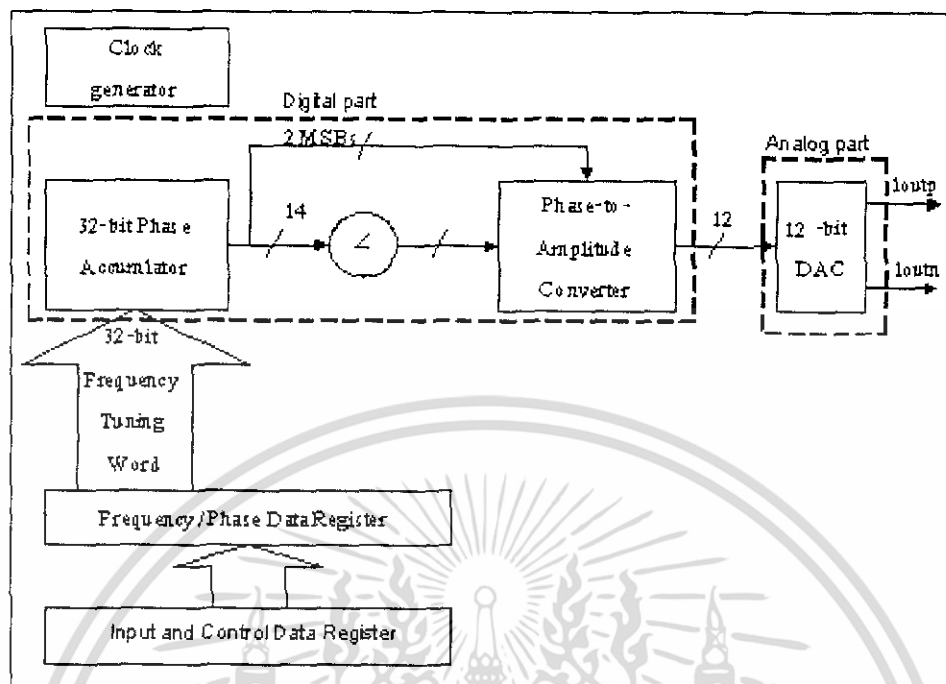 Clock
generator
Digital part
2 MSBs
Analog part
32-bit Phase
Accumlator
14
Phase-to-
Amplitude
Converter
12
12 -bit
DAC
Ioutp
Ioutn
32-bit
Frequency
Tuning
Word
Frequency/Phase Data Register
Input and Control Data Register